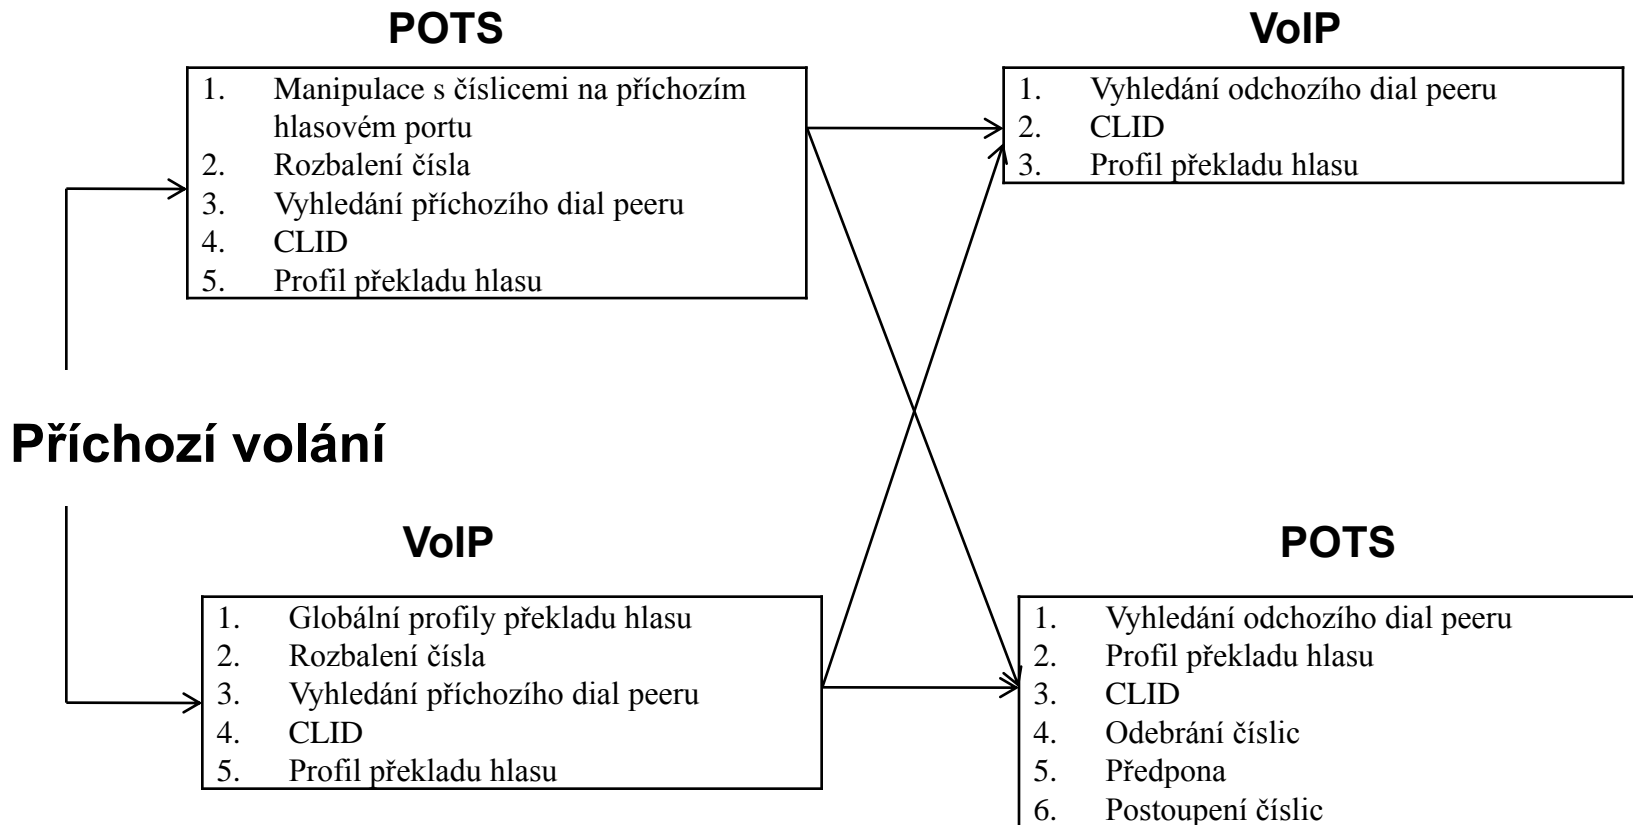 POTS
1. Manipulace s číslicemi na příchozím
hlasovém portu
2. Rozbalení čísla
3. Vyhledání příchozího dial peeru
4. CLID
5. Profil překladu hlasu
VoIP
1. Vyhledání odchozího dial peeru
2. CLID
3. Profil překladu hlasu
Příchozí volání
VoIP
1. Globální profily překladu hlasu
2. Rozbalení čísla
3. Vyhledání příchozího dial peeru
4. CLID
5. Profil překladu hlasu
POTS
1. Vyhledání odchozího dial peeru
2. Profil překladu hlasu
3. CLID
4. Odebrání číslic
5. Předpona
6. Postoupení číslic